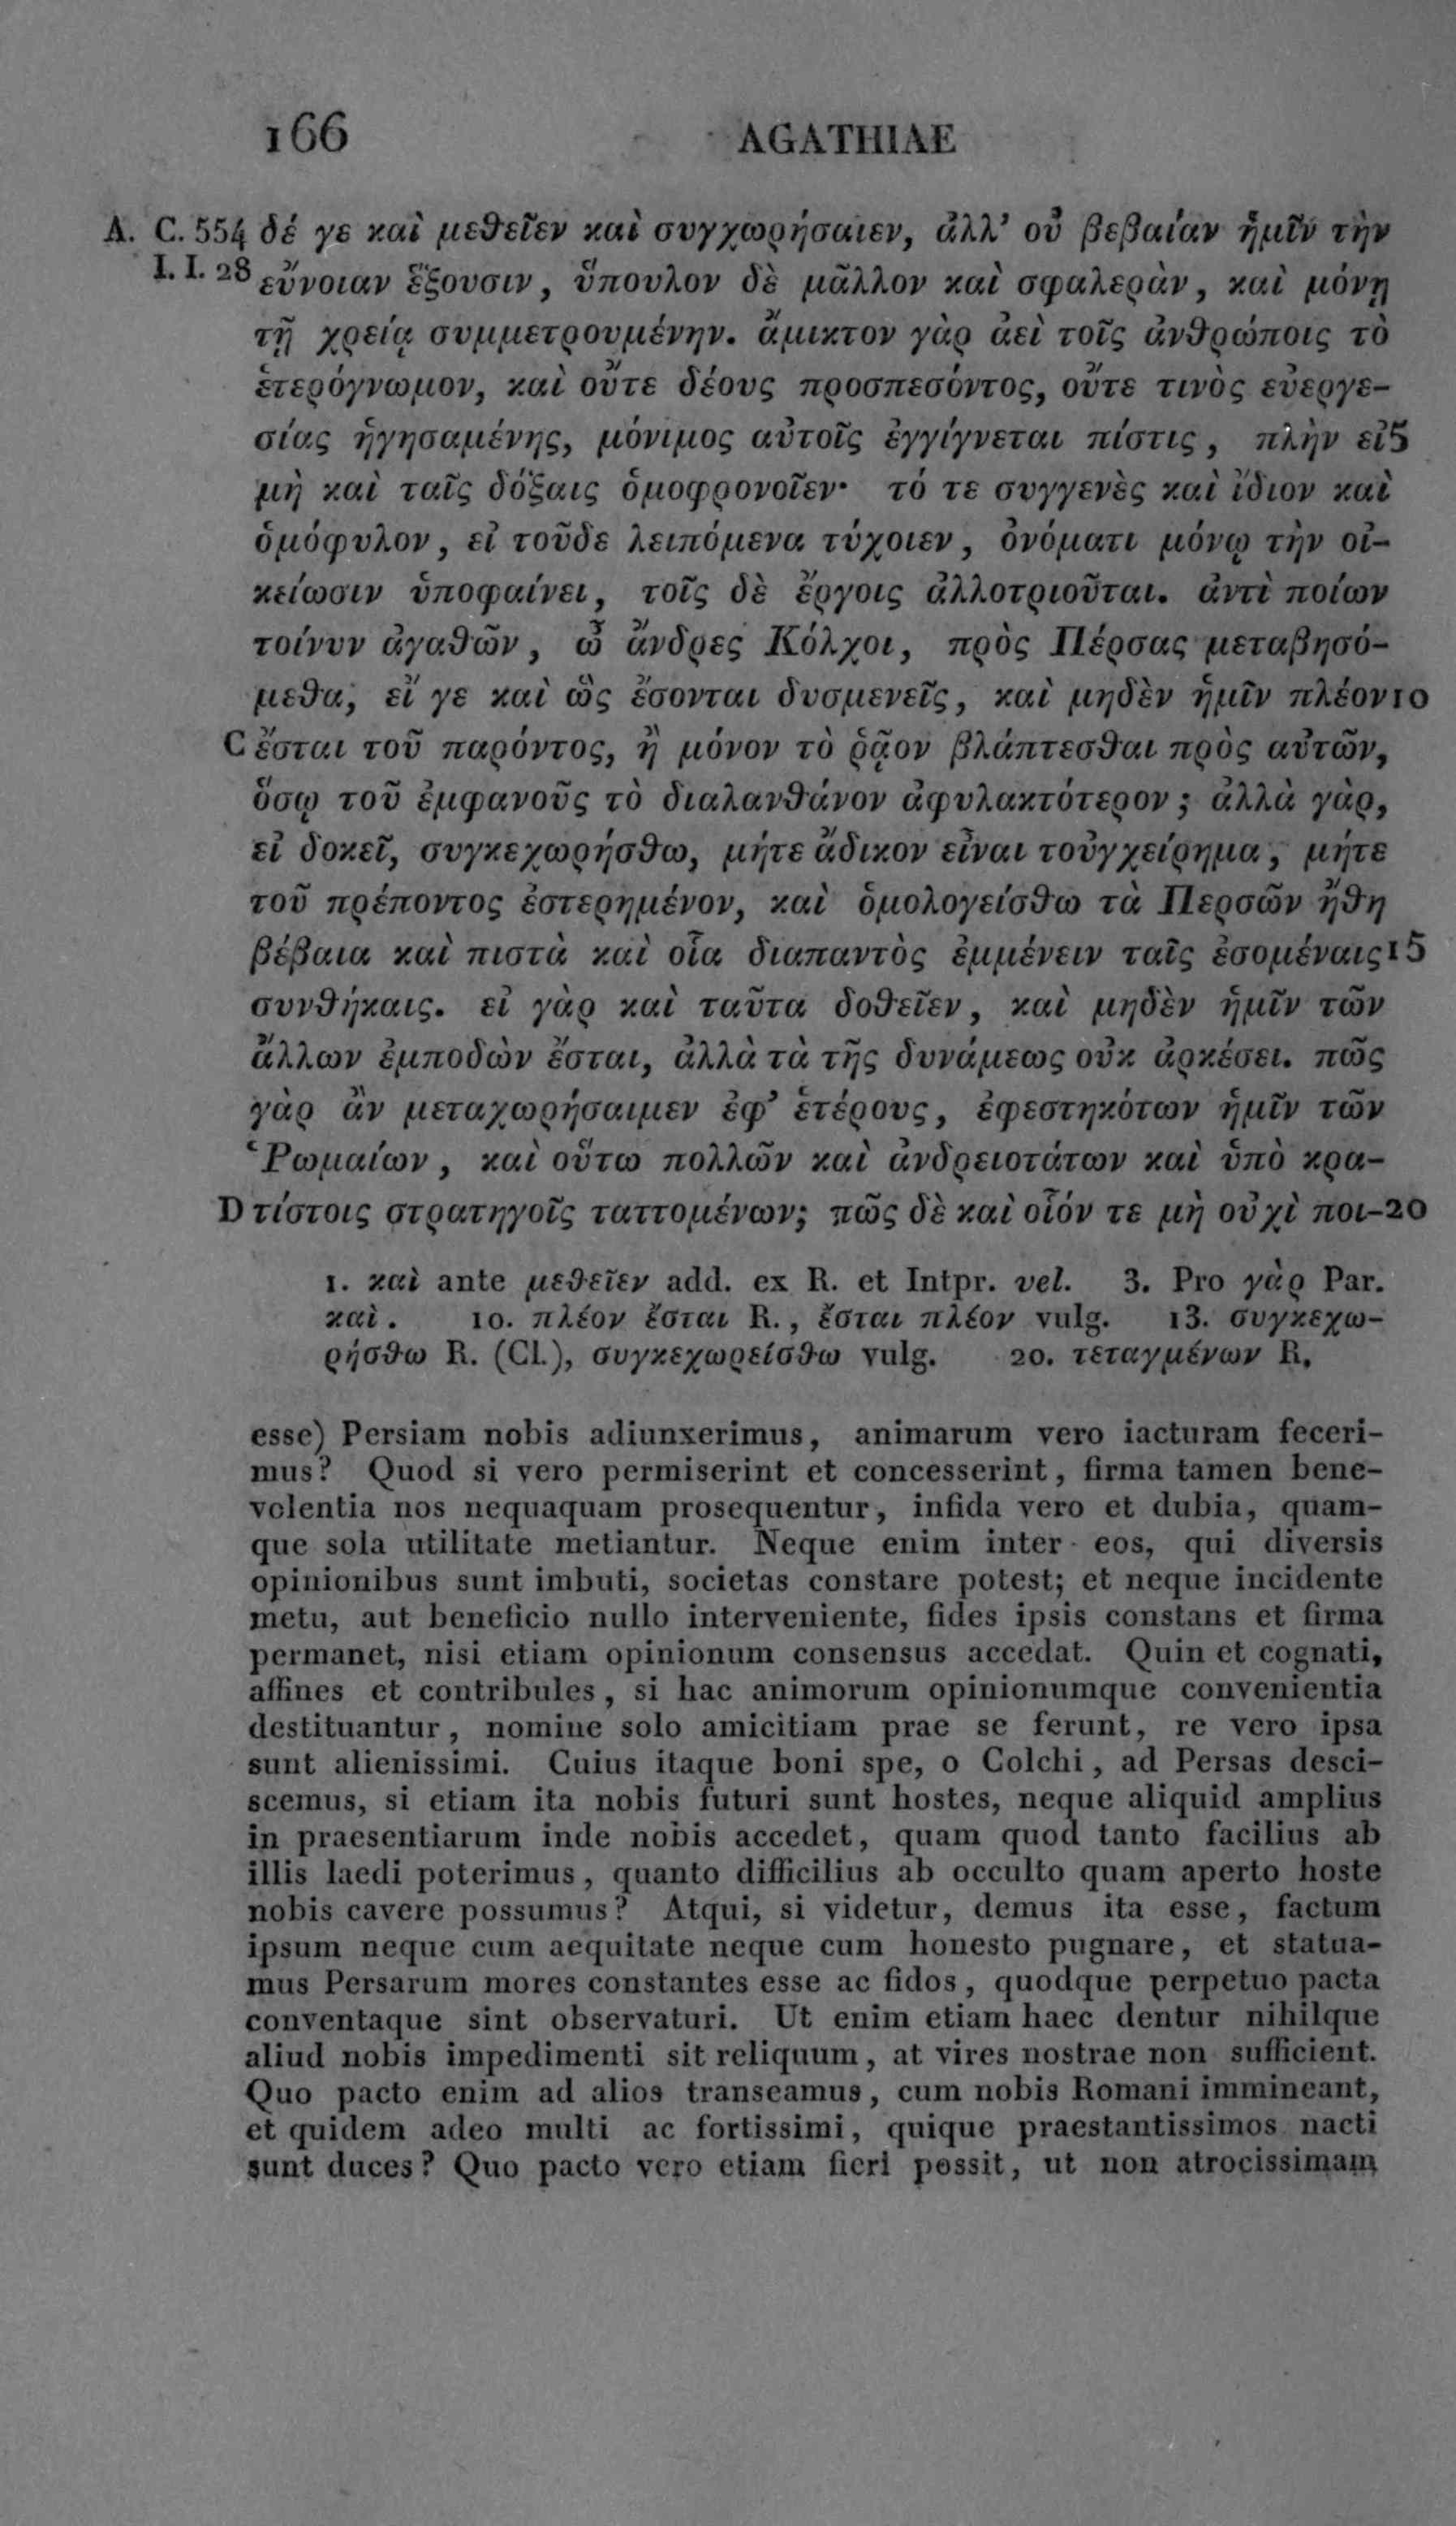 166 AGATHIAE
A. C. 554 δέ γε καὶ μεθεῖεν καὶ συγχωρήσαιεν, ἀλλ’ οὐ βεβαίαν ἡμῖν τὴν
I. I. 28 εὔνοιαν ἕξουσιν, ὕπουλον δὲ μᾶλλον καὶ σφαλερὰν, καὶ μόνῃ
τῇ χρείᾳ συμμετρουμένην. ἄμικτον γὰρ ἀεὶ τοῖς ἀνθρώποις τὸ
ἑτερόγνωμον, καὶ οὔτε δέους προσπεσόντος, οὔτε τινὸς εὐεργε-
σίας ἡγησαμένης, μόνιμος αὐτοῖς ἐγγίγνεται πίστις, πλὴν εἰ 5
μὴ καὶ ταῖς δόξαις ὁμοφρονοῖεν· τό τε συγγενὲς καὶ ἴδιον καὶ
ὁμόφυλον, εἰ τοῦδε λειπόμενα τύχοιεν, ὀνόματι μόνῳ τὴν οἰ-
κείωσιν ὑποφαίνει, τοῖς δὲ ἔργοις ἀλλοτριοῦται. ἀντὶ ποίων
τοίνυν ἀγαθῶν, ὦ ἄνδρες Κόλχοι, πρὸς Πέρσας μεταβησό-
μεθα, εἴ γε καὶ ὣς ἔσονται δυσμενεῖς, καὶ μηδὲν ἡμῖν πλέον 10
C ἔσται τοῦ παρόντος, ἢ μόνον τὸ ῥᾷον βλάπτεσθαι πρὸς αὐτῶν,
ὅσῳ τοῦ ἐμφανοῦς τὸ διαλανθάνον ἀφυλακτότερον; ἀλλὰ γὰρ,
εἰ δοκεῖ, συγκεχωρήσθω, μήτε ἄδικον εἶναι τοὐγχείρημα, μήτε
τοῦ πρέποντος ἐστερημένον, καὶ ὁμολογείσθω τὰ Περσῶν ἤθη
βέβαια καὶ πιστὰ καὶ οἷα διαπαντὸς ἐμμένειν ταῖς ἐσομέναις 15
συνθήκαις. εἰ γὰρ καὶ ταῦτα δοθεῖεν, καὶ μηδὲν ἡμῖν τῶν
ἄλλων ἐμποδὼν ἔσται, ἀλλὰ τὰ τῆς δυνάμεως οὐκ ἀρκέσει. πῶς
γὰρ ἂν μεταχωρήσαιμεν ἐφ’ ἑτέρους, ἐφεστηκότων ἡμῖν τῶν
Ῥωμαίων, καὶ οὕτω πολλῶν καὶ ἀνδρειοτάτων καὶ ὑπὸ κρα-
D τίστοις στρατηγοῖς ταττομένων; πῶς δὲ καὶ οἷόν τε μὴ οὐχὶ ποι- 20
1. καὶ ante μεθεῖεν add. ex R. et Intpr. vel. 3. Pro γὰρ Par.
καὶ. 10. πλέον ἔσται R., ἔσται πλέον vulg. 13. συγκεχω-
ρήσθω R. (Cl.), συγκεχωρείσθω vulg. 20. τεταγμένων R.
esse) Persiam nobis adiunxerimus, animarum vero iacturam feceri-
mus? Quod si vero permiserint et concesserint, firma tamen bene-
volentia nos nequaquam prosequentur, infida vero et dubia, quam-
que sola utilitate metiantur. Neque enim inter eos, qui diversis
opinionibus sunt imbuti, societas constare potest; et neque incidente
metu, aut beneficio nullo interveniente, fides ipsis constans et firma
permanet, nisi etiam opinionum consensus accedat. Quin et cognati,
affines et contribules, si hac animorum opinionumque convenientia
destituantur, nomine solo amicitiam prae se ferunt, re vero ipsa
sunt alienissimi. Cuius itaque boni spe, o Colchi, ad Persas desci-
scemus, si etiam ita nobis futuri sunt hostes, neque aliquid amplius
in praesentiarum inde nobis accedet, quam quod tanto facilius ab
illis laedi poterimus, quanto difficilius ab occulto quam aperto hoste
nobis cavere possumus? Atqui, si videtur, demus ita esse, factum
ipsum neque cum aequitate neque cum honesto pugnare, et statua-
mus Persarum mores constantes esse ac fidos, quodque perpetuo pacta
conventaque sint observaturi. Ut enim etiam haec dentur nihilque
aliud nobis impedimenti sit reliquum, at vires nostrae non sufficient.
Quo pacto enim ad alios transeamus, cum nobis Romani immineant,
et quidem adeo multi ac fortissimi, quique praestantissimos nacti
sunt duces? Quo pacto vero etiam fieri possit, ut non atrocissimam